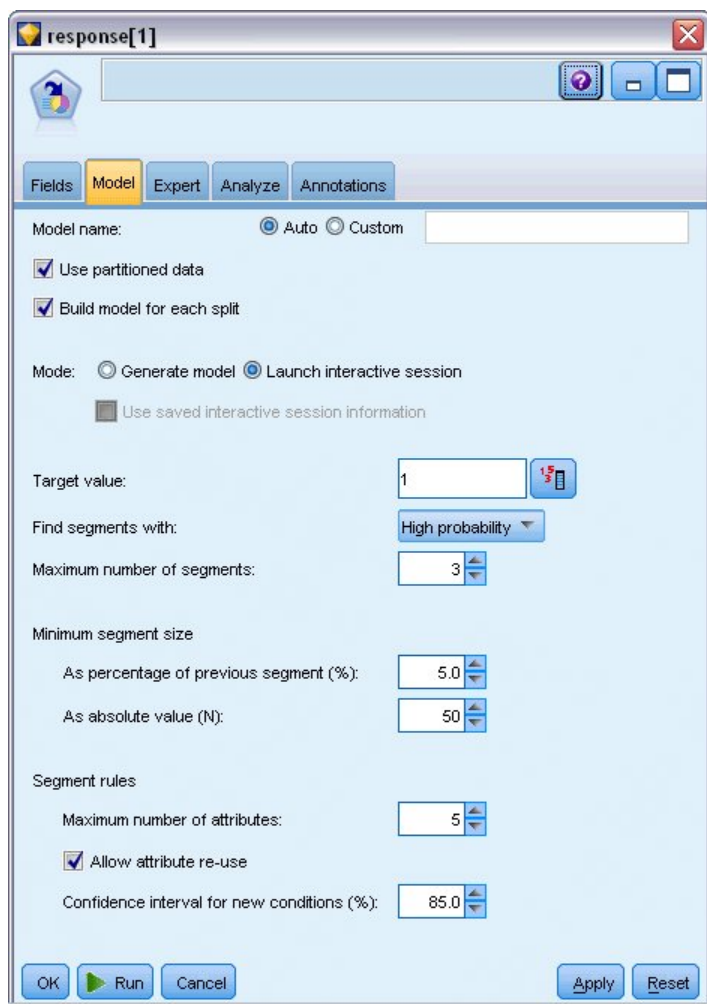 response[1]
Fields Model Expert Analyze Annotations
Model name: Auto Custom
Use partitioned data
Build model for each split
Mode: Generate model Launch interactive session
Use saved interactive session information
Target value: 1
Find segments with: High probability
Maximum number of segments: 3
Minimum segment size
As percentage of previous segment (%): 5.0
As absolute value (N): 50
Segment rules
Maximum number of attributes: 5
Allow attribute re-use
Confidence interval for new conditions (%): 85.0
OK Run Cancel Apply Reset